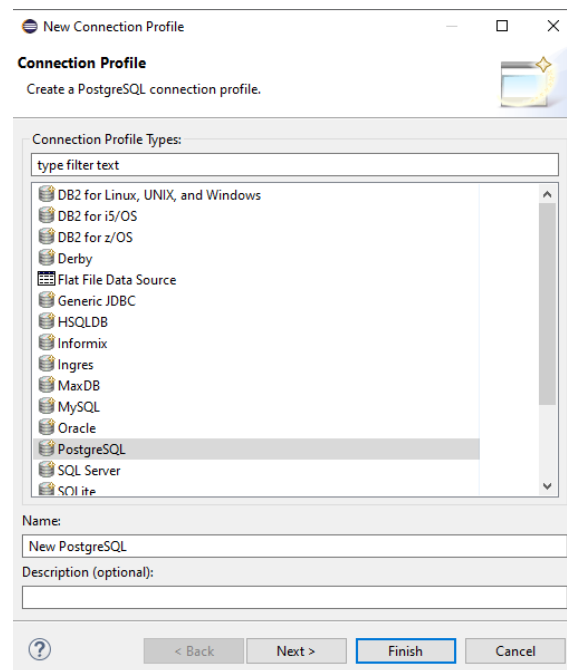 New Connection Profile
Connection Profile
Create a PostgreSQL connection profile.
Connection Profile Types:
type filter text
DB2 for Linux, UNIX, and Windows
DB2 for i5/OS
DB2 for z/OS
Derby
Flat File Data Source
Generic JDBC
HSQLDB
Informix
Ingres
MaxDB
MySQL
Oracle
PostgreSQL
SQL Server
SQLite
Name:
New PostgreSQL
Description (optional):
? < Back Next > Finish Cancel